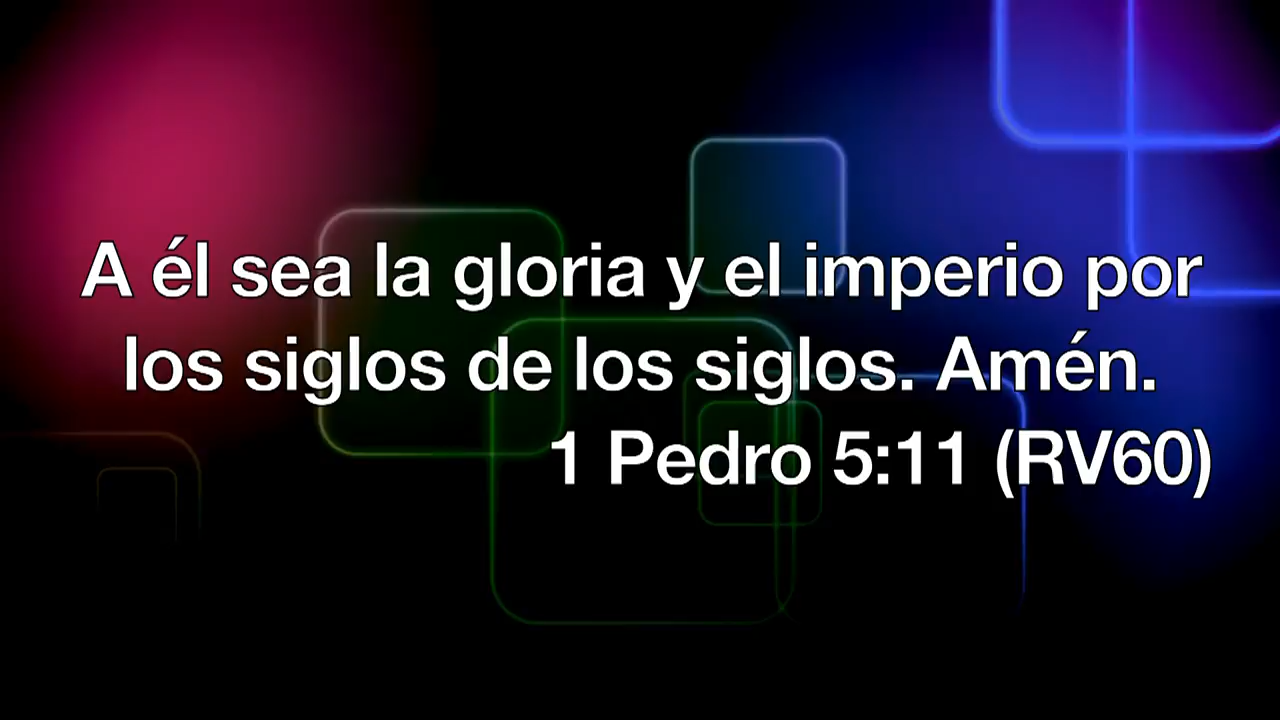 A él sea la gloria y el imperio por
los siglos de los siglos. Amén.
1 Pedro 5:11 (RV60)